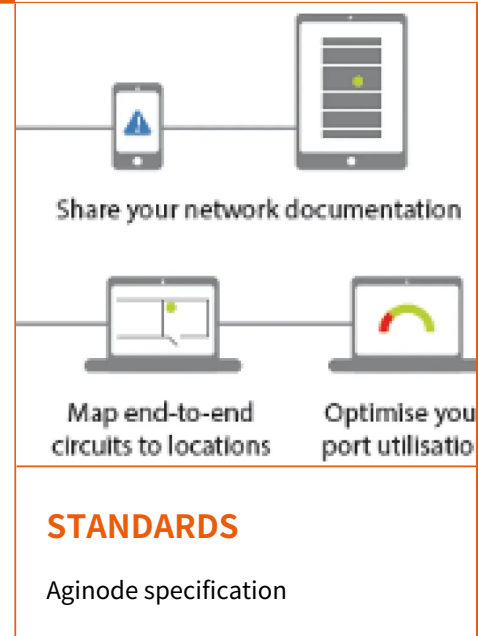 Share your network documentation
Map end-to-end
circuits to locations
Optimise you
port utilisatio
STANDARDS
Aginode specification